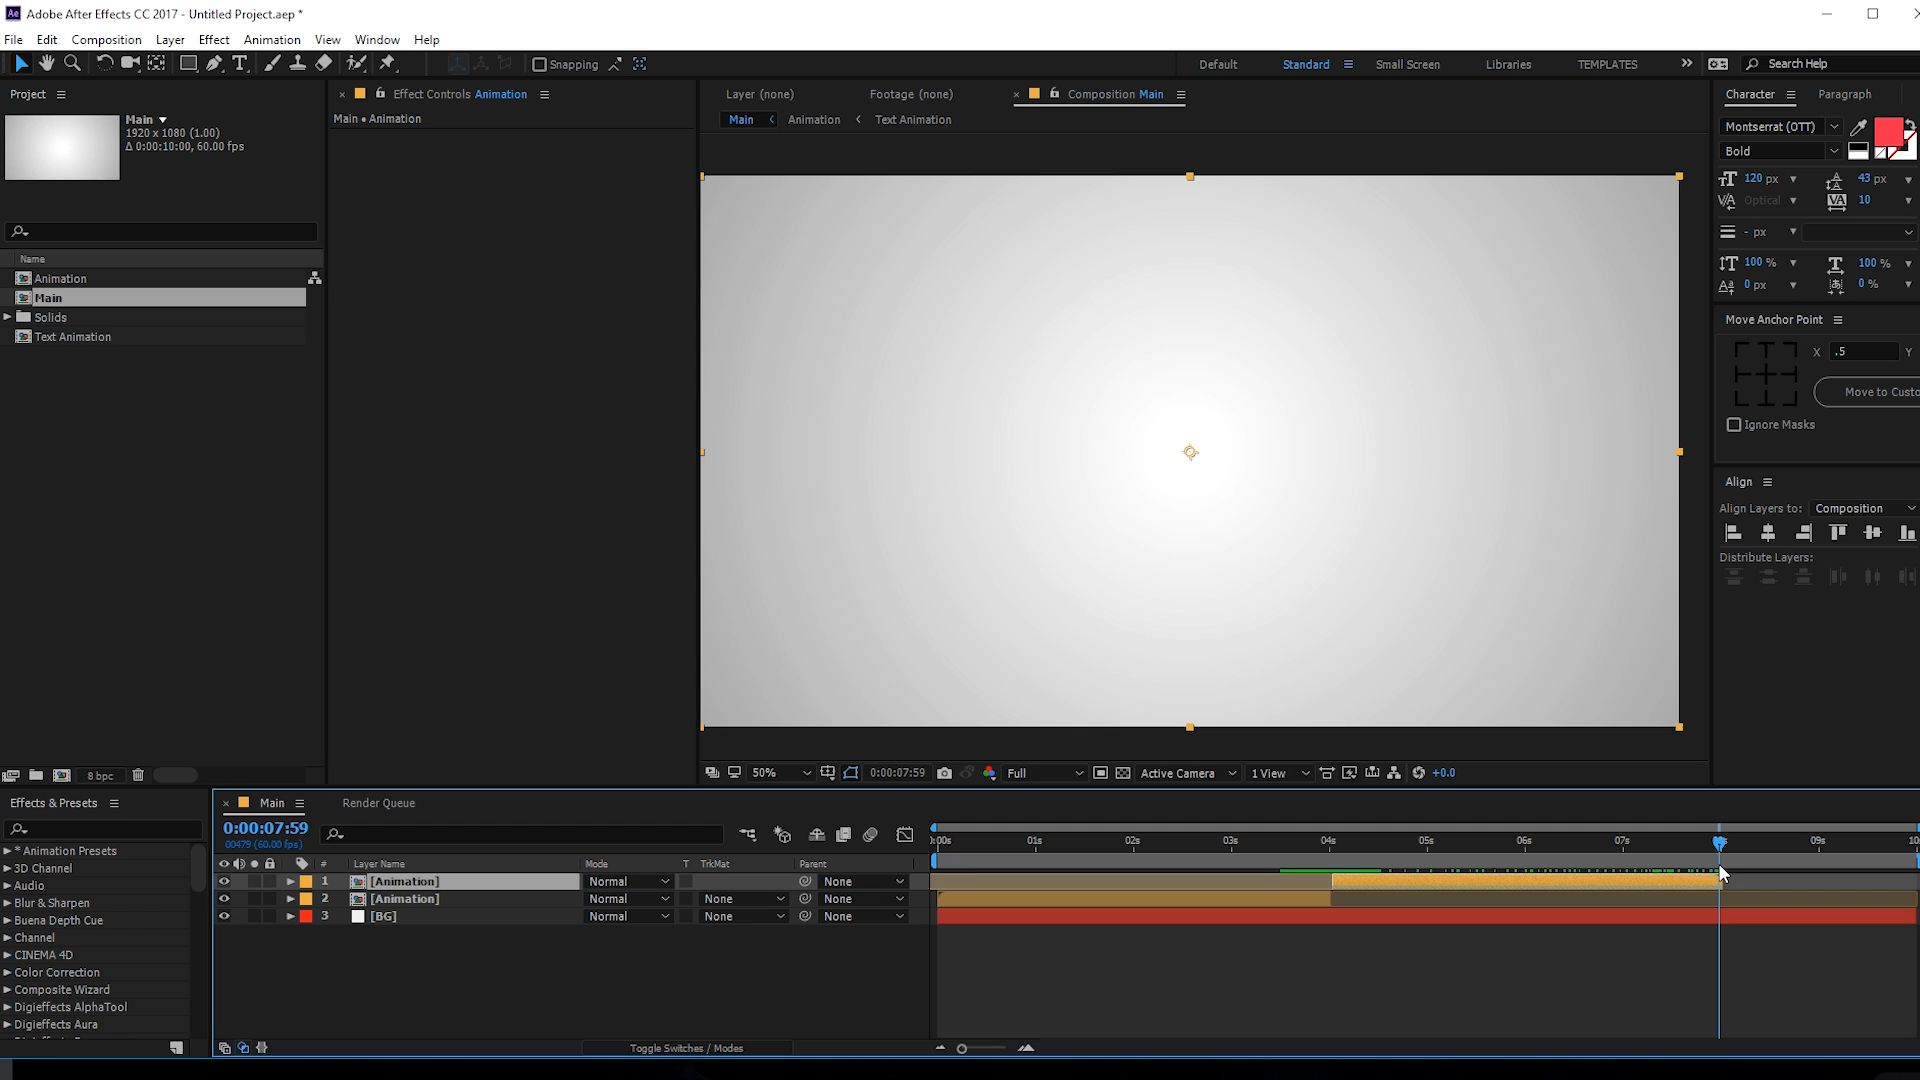 Adobe After Effects CC 2017 - Untitled Project.aep *
File Edit Composition Layer Effect Animation View Window Help
Snapping
Default Standard Small Screen Libraries TEMPLATES Search Help
Project
Effect Controls Animation
Layer (none) Footage (none) Composition Main
Character Paragraph
Main
1920 x 1080 (1.00)
Δ 0:00:10:00, 60.00 fps
Main • Animation
Main Animation Text Animation
Montserrat (OTT)
Bold
120 px 43 px
Optical 10
- px
100 % 100 %
0 px 0 %
Name
Animation
Main
Solids
Text Animation
Move Anchor Point
X .5 Y
Move to Custo
Ignore Masks
Align
Align Layers to: Composition
Distribute Layers:
8 bpc
50% 0:00:07:59 Full Active Camera 1 View +0.0
Effects & Presets
* Animation Presets
3D Channel
Audio
Blur & Sharpen
Buena Depth Cue
Channel
CINEMA 4D
Color Correction
Composite Wizard
Digieffects AlphaTool
Digieffects Aura
Main Render Queue
0:00:07:59
00479 (60.00 fps)
:00s 01s 02s 03s 04s 05s 06s 07s 09s 10
# Layer Name Mode T TrkMat Parent
1 [Animation] Normal None
2 [Animation] Normal None None
3 [BG] Normal None None
Toggle Switches / Modes